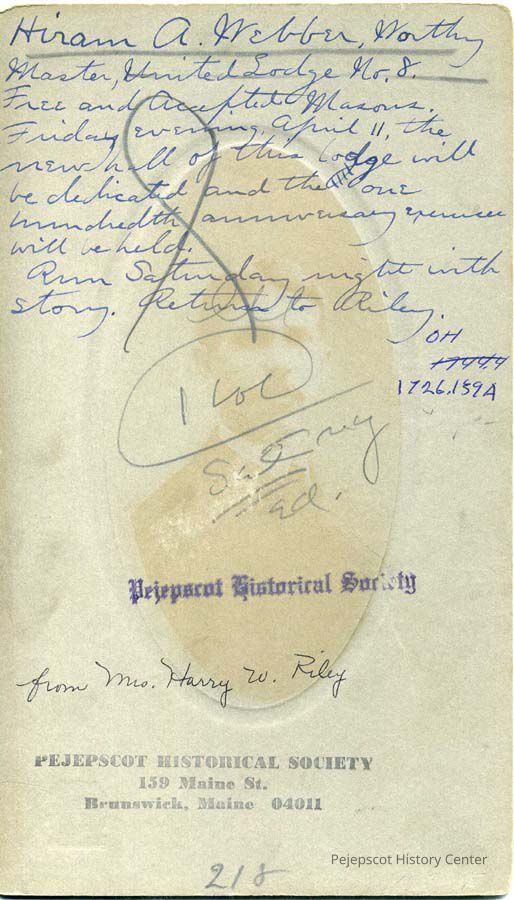 Hiram A. Webber, Worthy
Master, United Lodge No. 8.
Free and Accepted Masons.
Friday evening, April 11, the
new hall of this lodge will
be dedicated and the one
hundredth anniversary exercises
will be held.
Run Saturday night with
story. Return to Riley.
OH
1726.159A
1 col
Sat Eve
ad.
Pejepscot Historical Society
from Mrs. Harry W. Riley
PEJEPSCOT HISTORICAL SOCIETY
159 Maine St.
Brunswick, Maine 04011
218
Pejepscot History Center